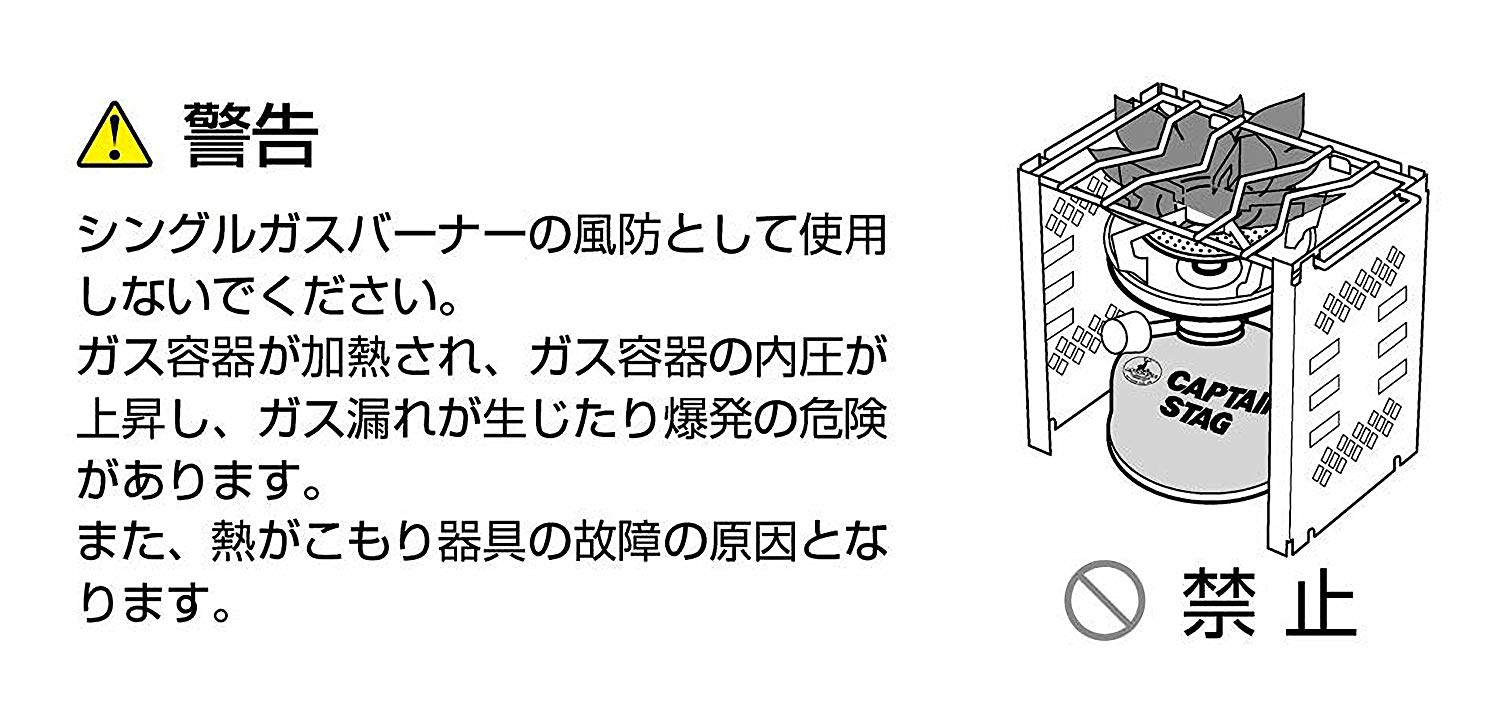 警告
シングルガスバーナーの風防として使用
しないでください。
ガス容器が加熱され、ガス容器の内圧が
上昇し、ガス漏れが生じたり爆発の危険
があります。
また、熱がこもり器具の故障の原因とな
ります。
CAPTAI
STAG
禁止